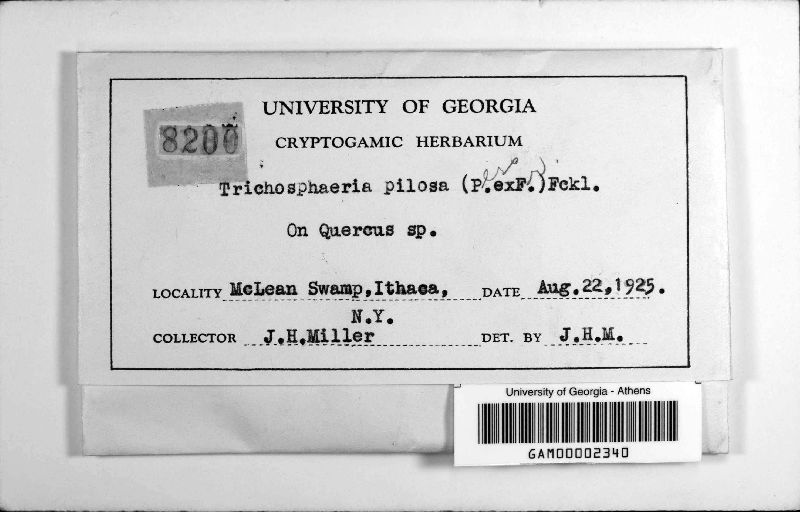 UNIVERSITY OF GEORGIA
8200
CRYPTOGAMIC HERBARIUM
Trichosphaeria pilosa (P.exF.)Fckl.
On Quercus sp.
LOCALITY McLean Swamp,Ithaca, DATE Aug.22,1925.
N.Y.
COLLECTOR J.H.Miller DET. BY J.H.M.
University of Georgia - Athens
GAM00002340